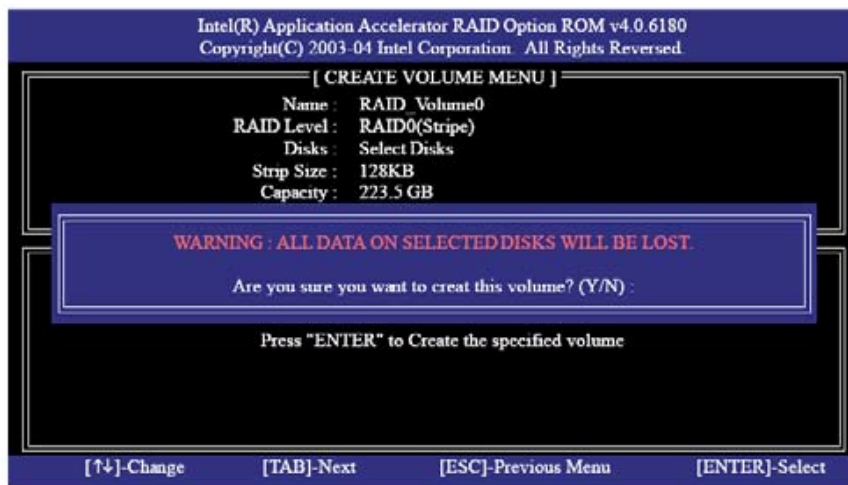 Intel(R) Application Accelerator RAID Option ROM v4.0.6180
Copyright(C) 2003-04 Intel Corporation. All Rights Reversed
[ CREATE VOLUME MENU ]
Name : RAID_Volume0
RAID Level : RAID0(Stripe)
Disks : Select Disks
Strip Size : 128KB
Capacity : 223.5 GB
WARNING : ALL DATA ON SELECTED DISKS WILL BE LOST.
Are you sure you want to creat this volume? (Y/N) :
Press "ENTER" to Create the specified volume
[↑↓]-Change [TAB]-Next [ESC]-Previous Menu [ENTER]-Select